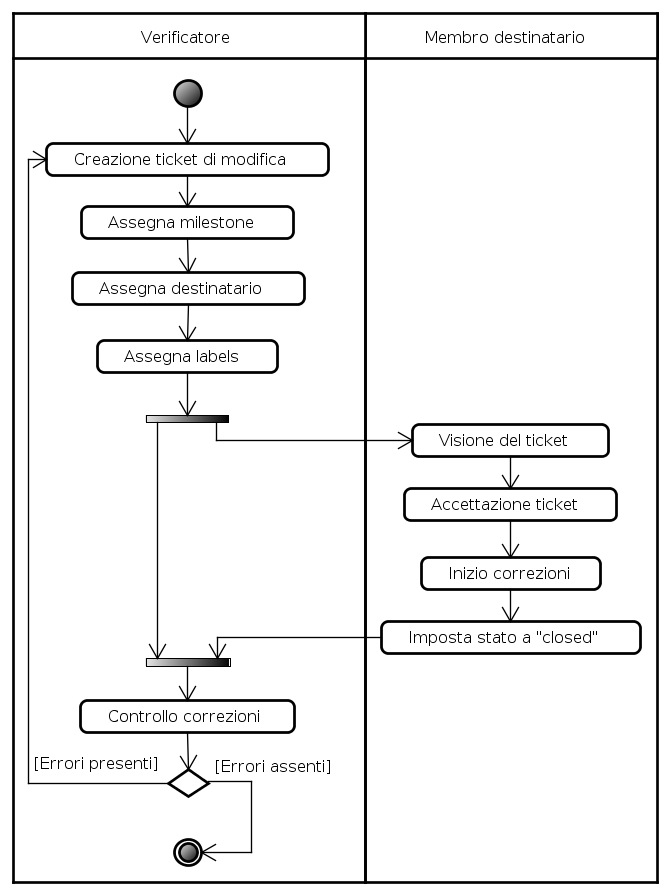 Verificatore
Membro destinatario
Creazione ticket di modifica
Assegna milestone
Assegna destinatario
Assegna labels
Visione del ticket
Accettazione ticket
Inizio correzioni
Imposta stato a "closed"
Controllo correzioni
[Errori presenti]
[Errori assenti]